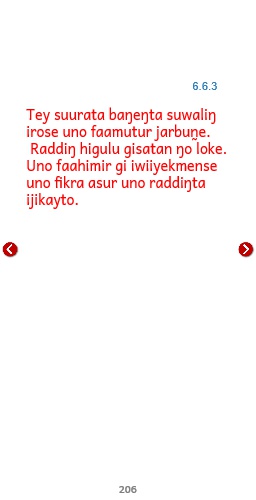 6.6.3
Tey suurata baŋeŋta suwaliŋ
irose uno faamutur jarbuṉe.
Raddiŋ higulu gisatan ŋo loke.
Uno faahimir gi iwiiyekmense
uno fikra asur uno raddiŋta
ijikayto.
206